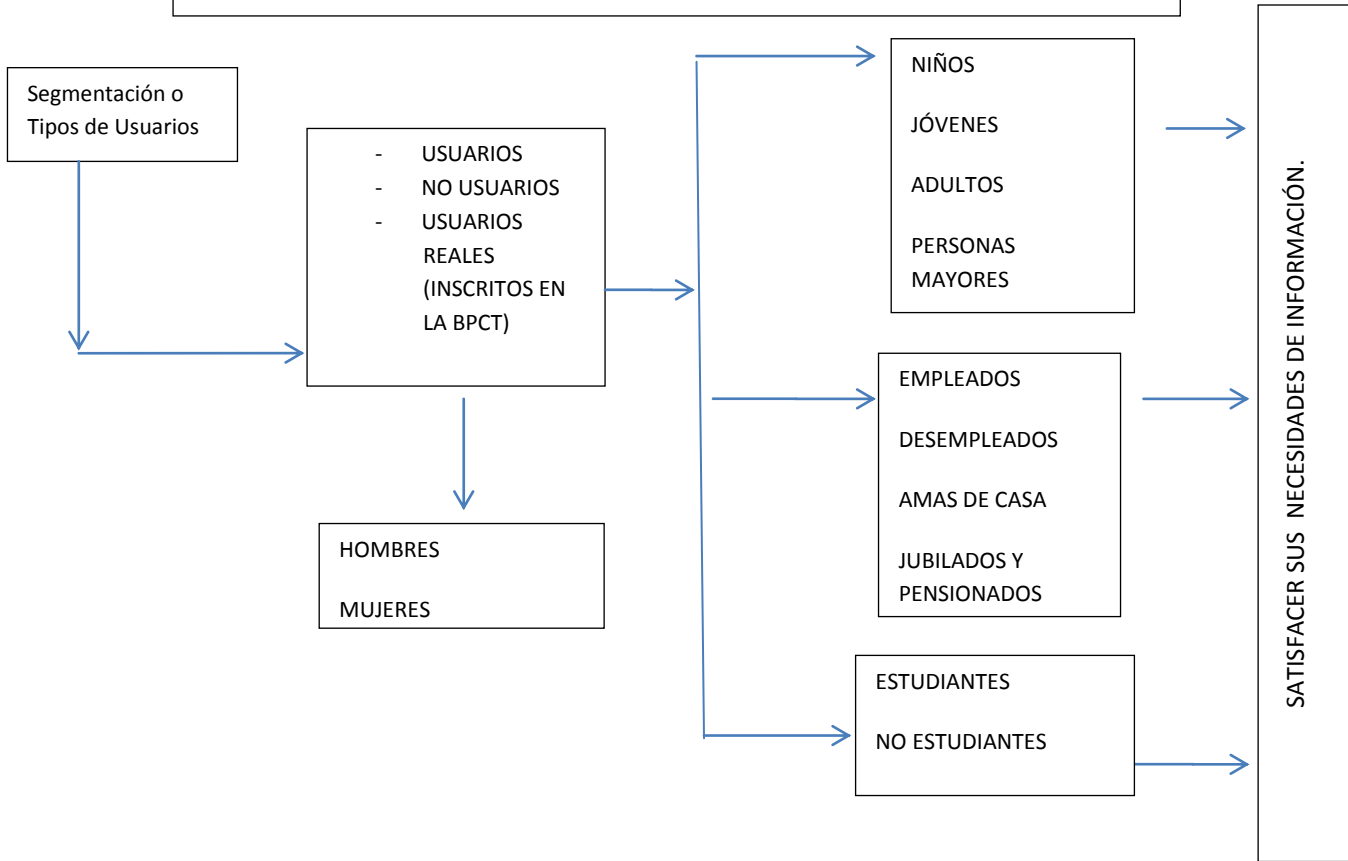 Segmentación o
Tipos de Usuarios
- USUARIOS
- NO USUARIOS
- USUARIOS
REALES
(INSCRITOS EN
LA BPCT)
HOMBRES
MUJERES
NIÑOS
JÓVENES
ADULTOS
PERSONAS
MAYORES
EMPLEADOS
DESEMPLEADOS
AMAS DE CASA
JUBILADOS Y
PENSIONADOS
ESTUDIANTES
NO ESTUDIANTES
SATISFACER SUS NECESIDADES DE INFORMACIÓN.